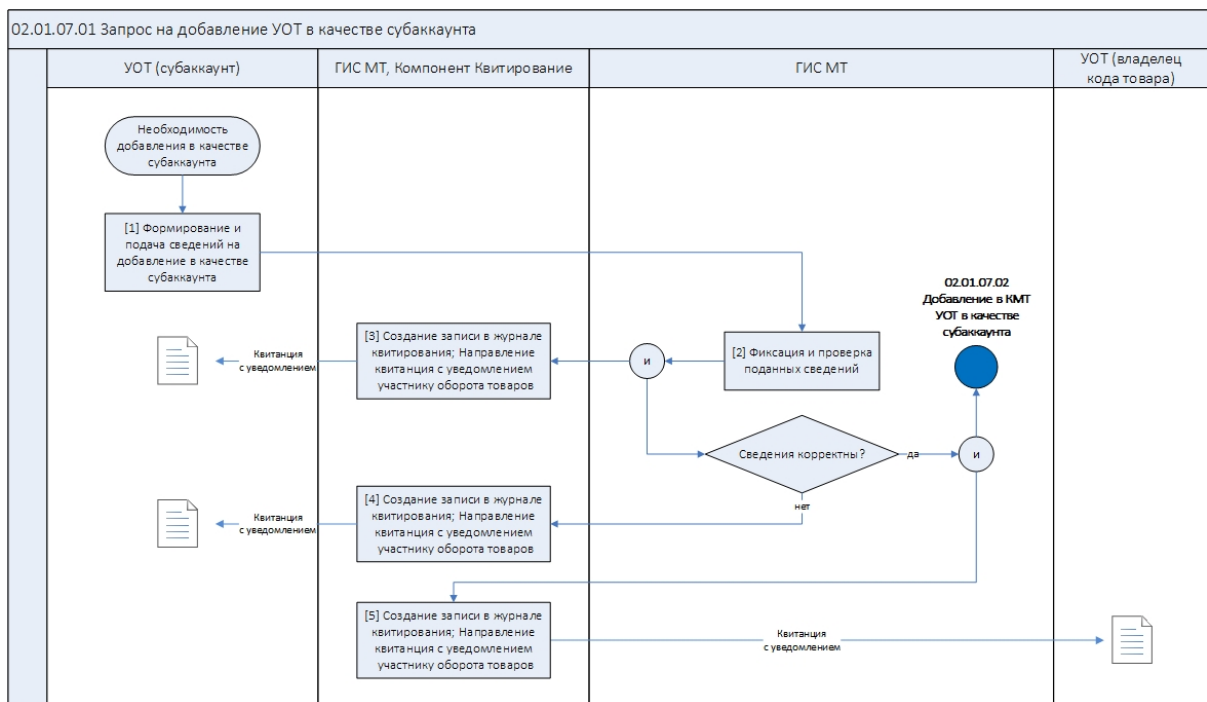 02.01.07.01 Запрос на добавление УОТ в качестве субаккаунта
УОТ (субаккаунт)
ГИС МТ, Компонент Квитирование
ГИС МТ
УОТ (владелец
кода товара)
Необходимость
добавления в качестве
субаккаунта
[1] Формирование и
подача сведений на
добавление в качестве
субаккаунта
02.01.07.02
Добавление в КМТ
УОТ в качестве
субаккаунта
Квитанция
с уведомлением
[3] Создание записи в журнале
квитирования; Направление
квитанция с уведомлением
участнику оборота товаров
и
[2] Фиксация и проверка
поданных сведений
Сведения корректны?
да
и
нет
Квитанция
с уведомлением
[4] Создание записи в журнале
квитирования; Направление
квитанция с уведомлением
участнику оборота товаров
[5] Создание записи в журнале
квитирования; Направление
квитанция с уведомлением
участнику оборота товаров
Квитанция
с уведомлением